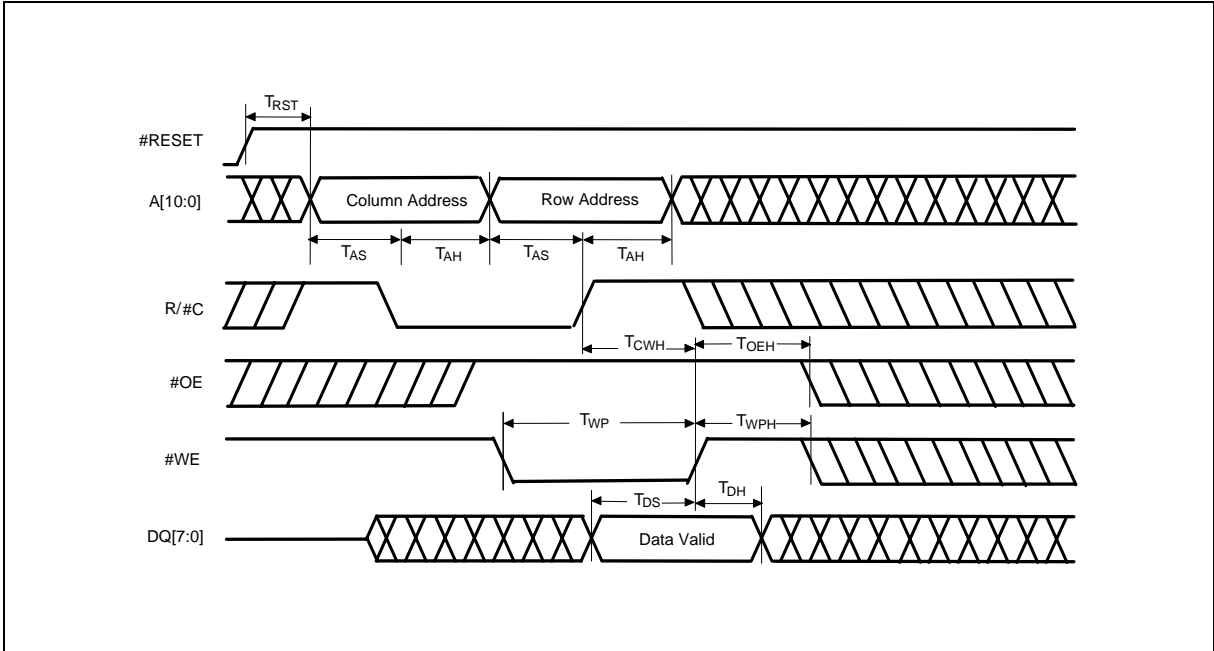 TRST
#RESET
A[10:0]
Column Address
Row Address
TAS
TAH
TAS
TAH
R/#C
TCWH
TOEH
#OE
TWP
TWPH
#WE
TDS
TDH
DQ[7:0]
Data Valid